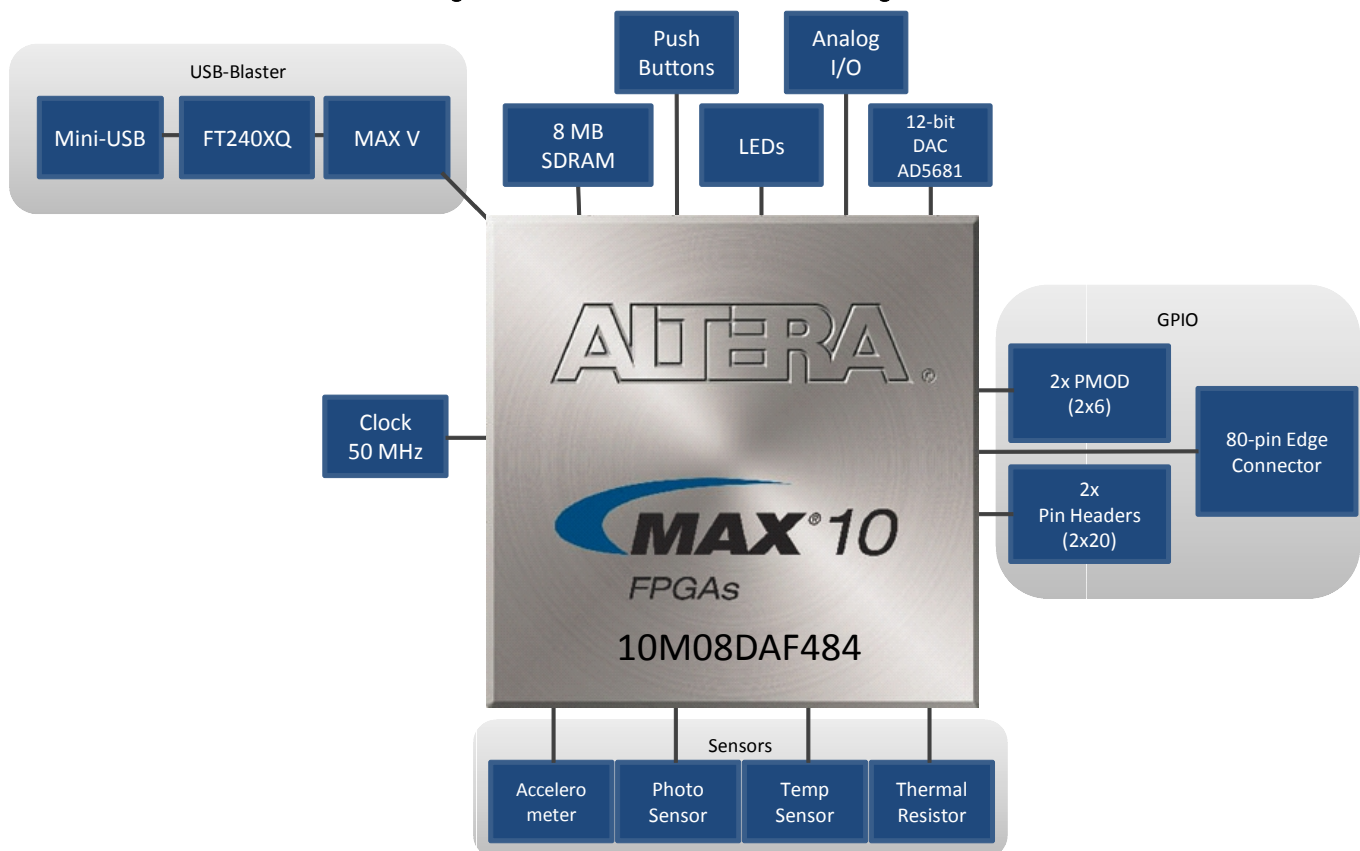 Push
Buttons
Analog
I/O
USB-Blaster
Mini-USB
FT240XQ
MAX V
8 MB
SDRAM
LEDs
12-bit
DAC
AD5681
ALTERA®
GPIO
2x PMOD
(2x6)
Clock
50 MHz
80-pin Edge
Connector
2x
Pin Headers
(2x20)
MAX® 10
FPGAs
10M08DAF484
Sensors
Accelero
meter
Photo
Sensor
Temp
Sensor
Thermal
Resistor